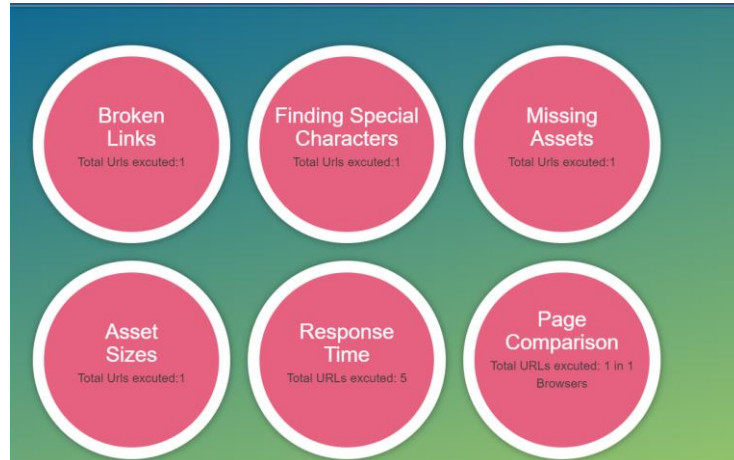 Broken
Links
Total Urls excuted:1
Finding Special
Characters
Total Urls excuted:1
Missing
Assets
Total Urls excuted:1
Asset
Sizes
Total Urls excuted:1
Response
Time
Total URLs excuted: 5
Page
Comparison
Total URLs excuted: 1 in 1
Browsers